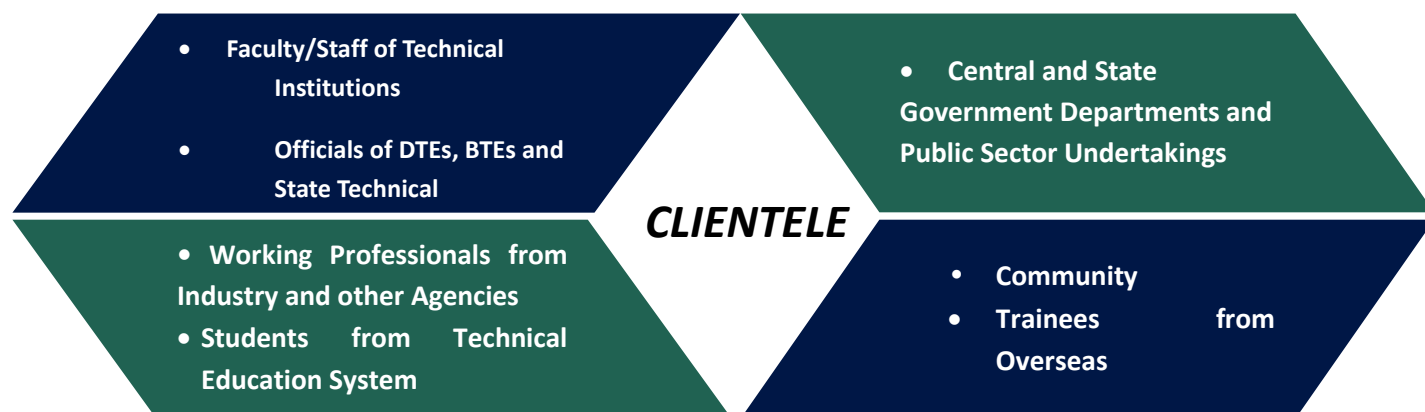 • Faculty/Staff of Technical
Institutions
• Officials of DTEs, BTEs and
State Technical
• Central and State
Government Departments and
Public Sector Undertakings
CLIENTELE
• Working Professionals from
Industry and other Agencies
• Students from Technical
Education System
• Community
• Trainees from
Overseas